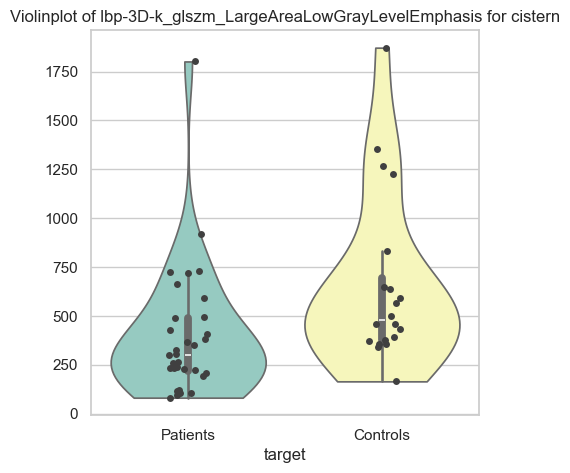 Violinplot of lbp-3D-k_glszm_LargeAreaLowGrayLevelEmphasis for cistern
1750
1500
1250
1000
750
500
250
0
Patients
Controls
target